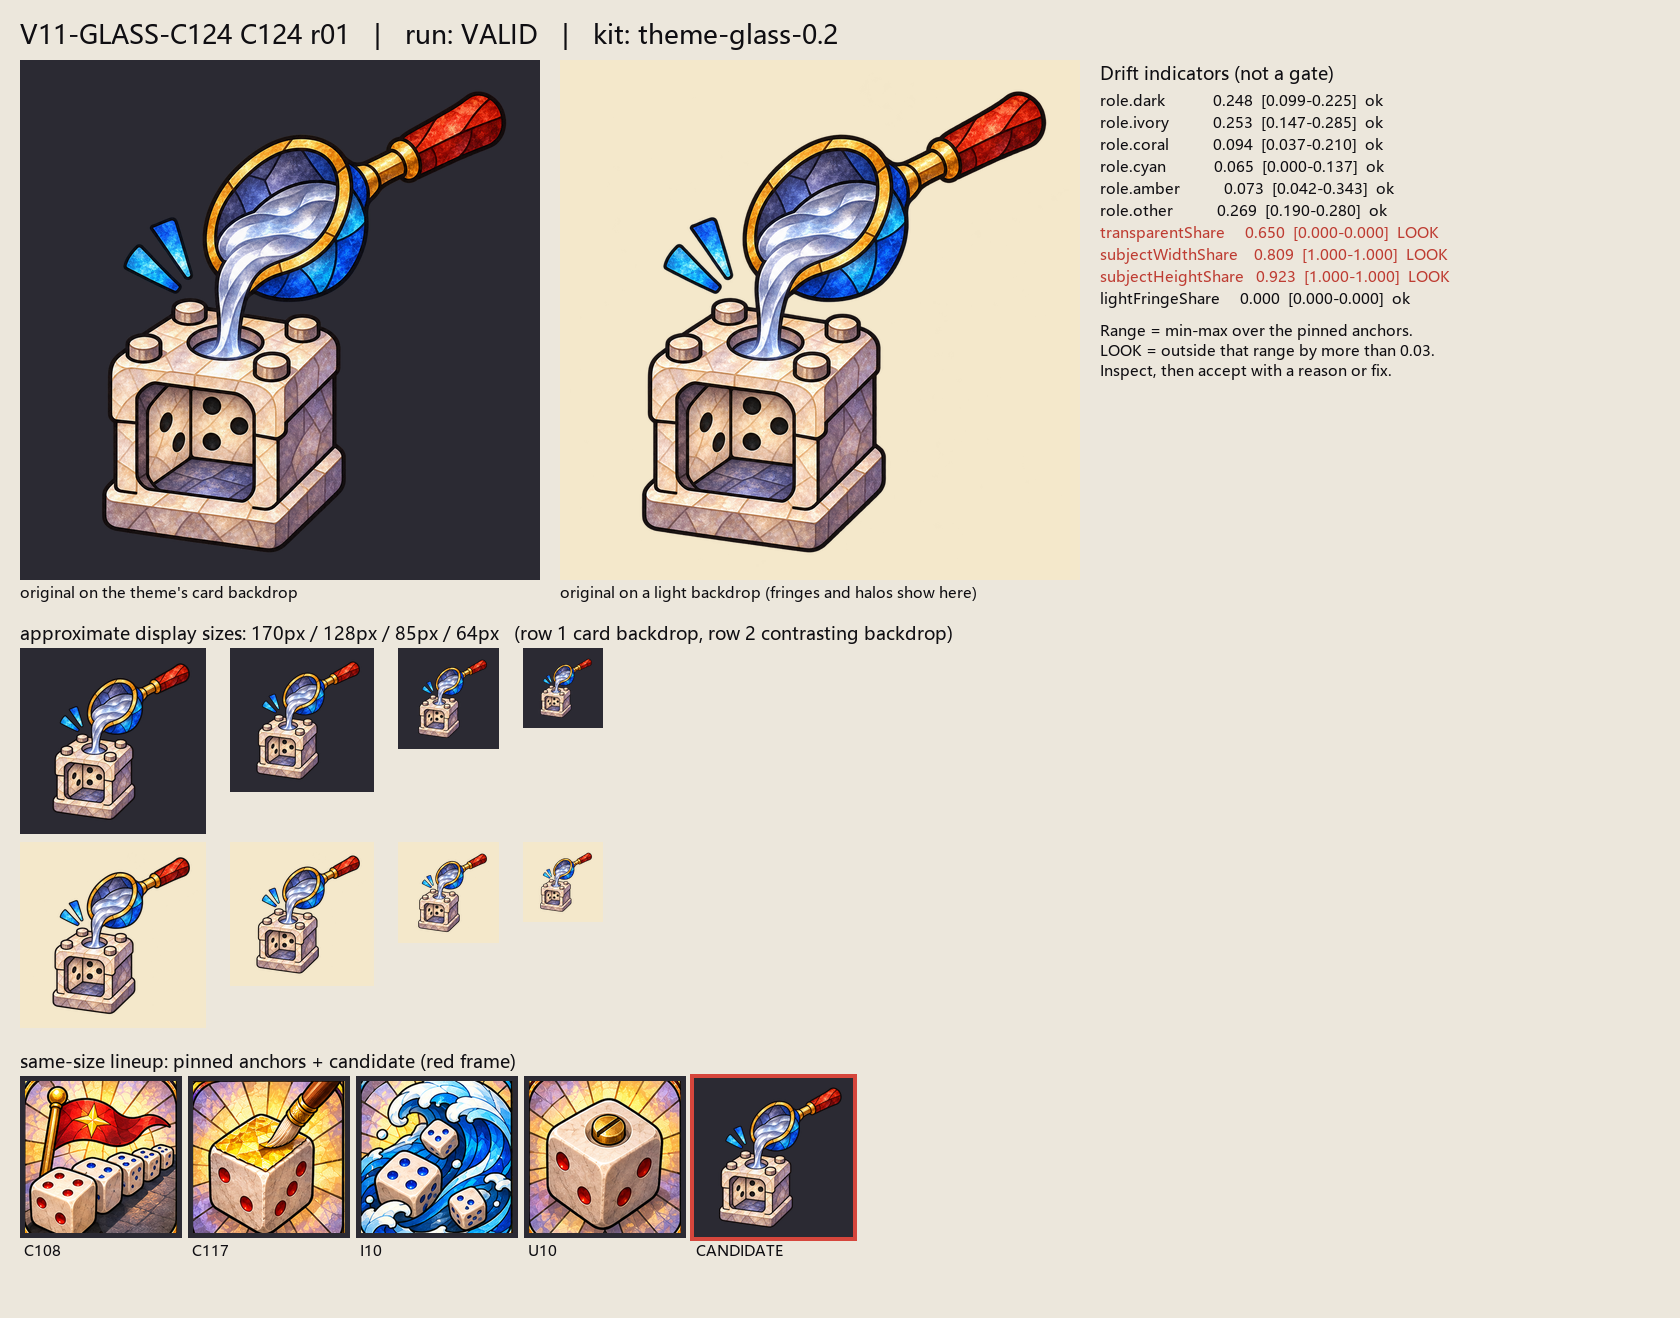 V11-GLASS-C124 C124 r01 | run: VALID | kit: theme-glass-0.2
Drift indicators (not a gate)
role.dark 0.248 [0.099-0.225] ok
role.ivory 0.253 [0.147-0.285] ok
role.coral 0.094 [0.037-0.210] ok
role.cyan 0.065 [0.000-0.137] ok
role.amber 0.073 [0.042-0.343] ok
role.other 0.269 [0.190-0.280] ok
transparentShare 0.650 [0.000-0.000] LOOK
subjectWidthShare 0.809 [1.000-1.000] LOOK
subjectHeightShare 0.923 [1.000-1.000] LOOK
lightFringeShare 0.000 [0.000-0.000] ok
Range = min-max over the pinned anchors.
LOOK = outside that range by more than 0.03.
Inspect, then accept with a reason or fix.
original on the theme's card backdrop
original on a light backdrop (fringes and halos show here)
approximate display sizes: 170px / 128px / 85px / 64px (row 1 card backdrop, row 2 contrasting backdrop)
same-size lineup: pinned anchors + candidate (red frame)
C108
C117
I10
U10
CANDIDATE